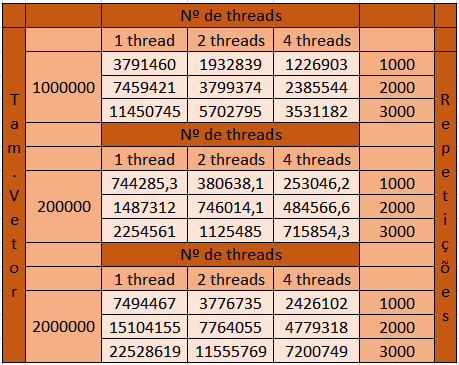 Nº de threads
1 thread 2 threads 4 threads
Tam. Vetor
Repetições
1000000
3791460 1932839 1226903 1000
7459421 3799374 2385544 2000
11450745 5702795 3531182 3000
Nº de threads
1 thread 2 threads 4 threads
200000
744285,3 380638,1 253046,2 1000
1487312 746014,1 484566,6 2000
2254561 1125485 715854,3 3000
Nº de threads
1 thread 2 threads 4 threads
2000000
7494467 3776735 2426102 1000
15104155 7764055 4779318 2000
22528619 11555769 7200749 3000